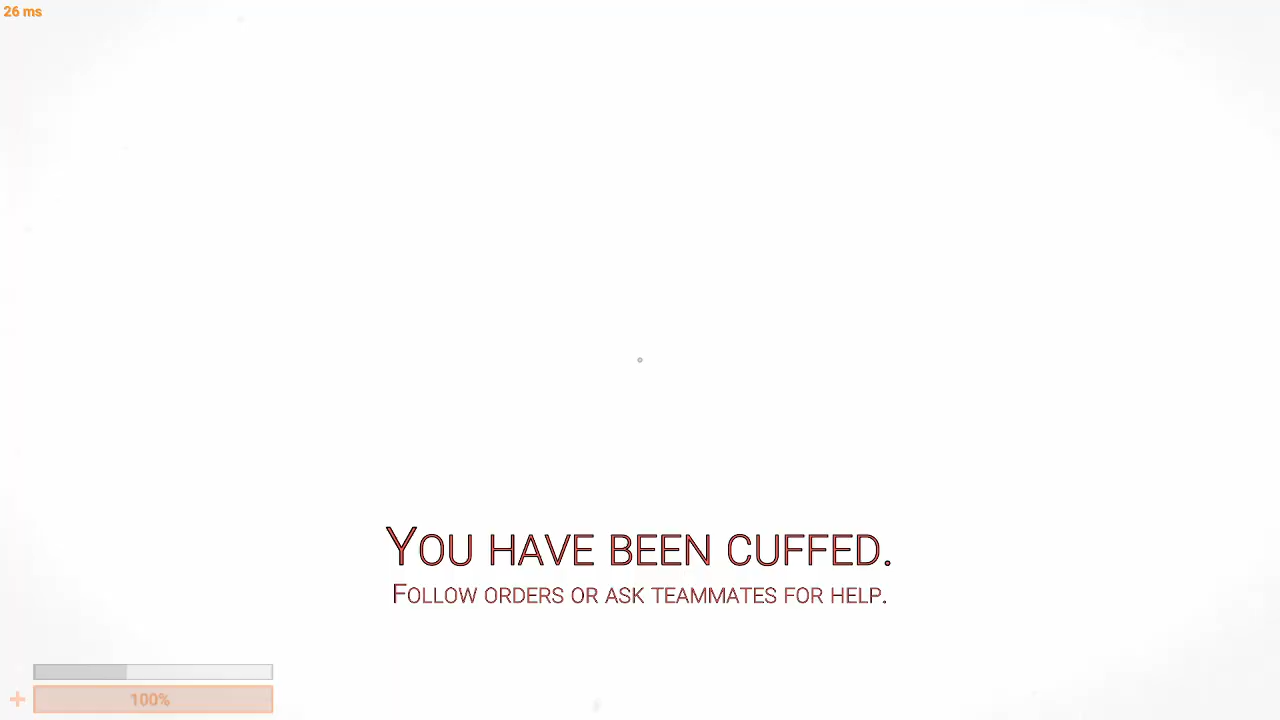 26 ms
You have been cuffed.
Follow orders or ask teammates for help.
100%